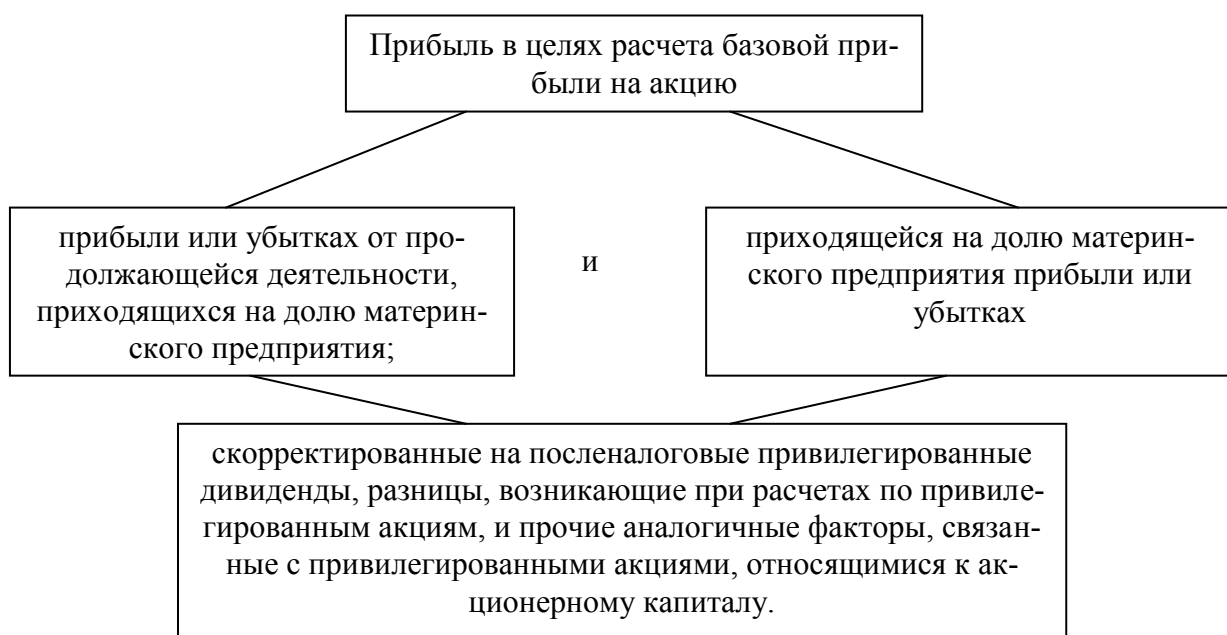 Прибыль в целях расчета базовой при-
были на акцию
прибыли или убытках от про-
должающейся деятельности,
приходящихся на долю материн-
ского предприятия;
и
приходящейся на долю материн-
ского предприятия прибыли или
убытках
скорректированные на посленалоговые привилегированные
дивиденды, разницы, возникающие при расчетах по привиле-
гированным акциям, и прочие аналогичные факторы, связан-
ные с привилегированными акциями, относящимися к ак-
ционерному капиталу.